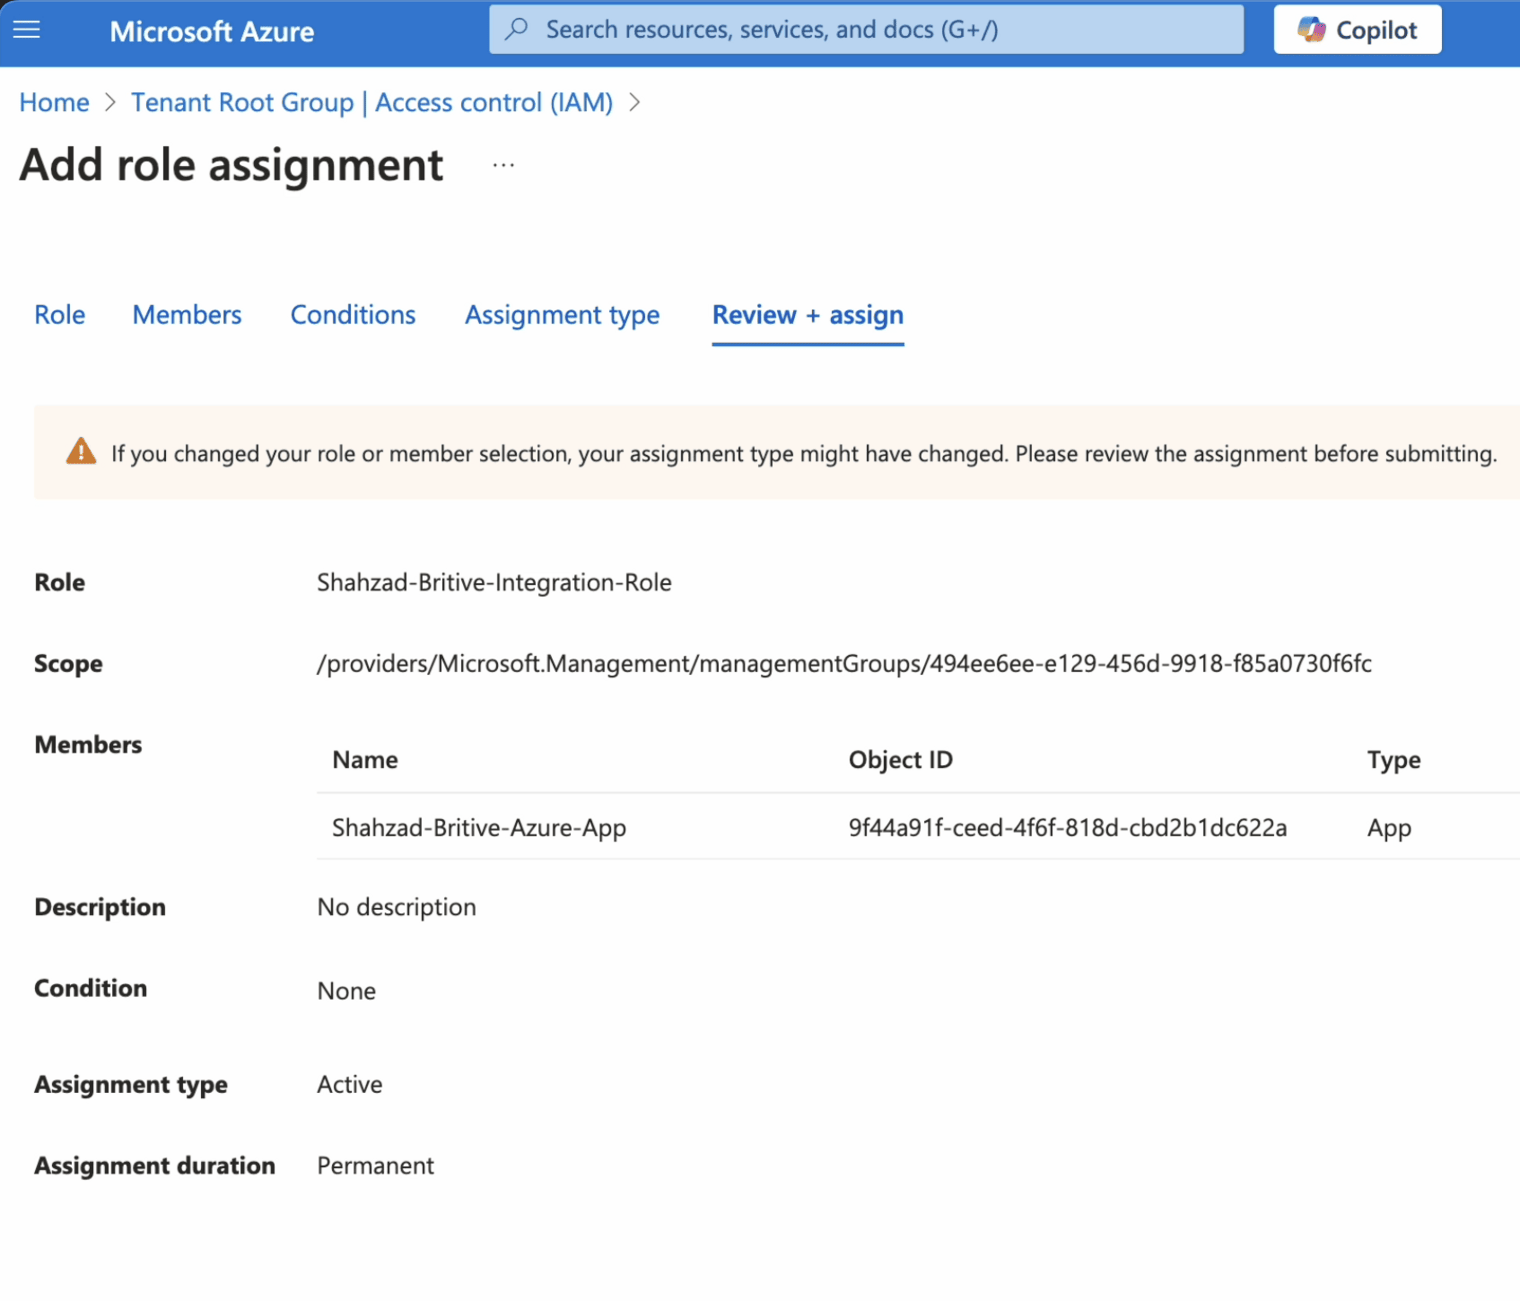 Microsoft Azure
Search resources, services, and docs (G+/)
Copilot
Home > Tenant Root Group | Access control (IAM) >
Add role assignment ...
Role Members Conditions Assignment type Review + assign
If you changed your role or member selection, your assignment type might have changed. Please review the assignment before submitting.
Role Shahzad-Britive-Integration-Role
Scope /providers/Microsoft.Management/managementGroups/494ee6ee-e129-456d-9918-f85a0730f6fc
Members
Name Object ID Type
Shahzad-Britive-Azure-App 9f44a91f-ceed-4f6f-818d-cbd2b1dc622a App
Description No description
Condition None
Assignment type Active
Assignment duration Permanent